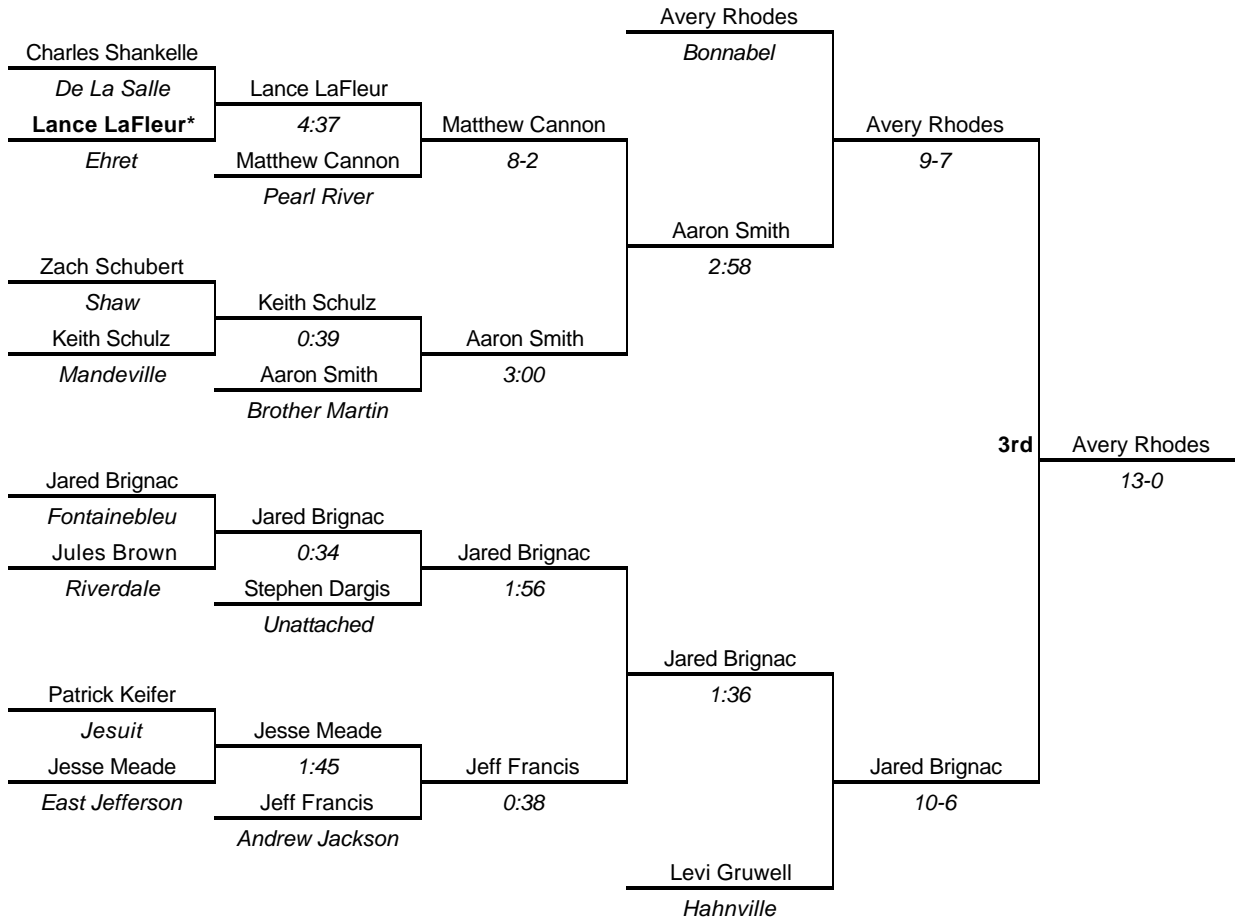 Avery Rhodes
Charles Shankelle
Bonnabel
De La Salle
Lance LaFleur
Lance LaFleur*
4:37
Matthew Cannon
Avery Rhodes
Ehret
Matthew Cannon
8-2
9-7
Pearl River
Aaron Smith
Zach Schubert
2:58
Shaw
Keith Schulz
Keith Schulz
0:39
Aaron Smith
Mandeville
Aaron Smith
3:00
Brother Martin
3rd
Avery Rhodes
Jared Brignac
13-0
Fontainebleu
Jared Brignac
Jules Brown
0:34
Jared Brignac
Riverdale
Stephen Dargis
1:56
Unattached
Jared Brignac
Patrick Keifer
1:36
Jesuit
Jesse Meade
Jesse Meade
1:45
Jeff Francis
Jared Brignac
East Jefferson
Jeff Francis
0:38
10-6
Andrew Jackson
Levi Gruwell
Hahnville